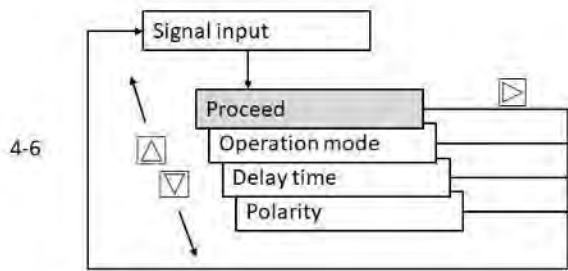 Signal input
Proceed
4-6
Operation mode
Delay time
Polarity